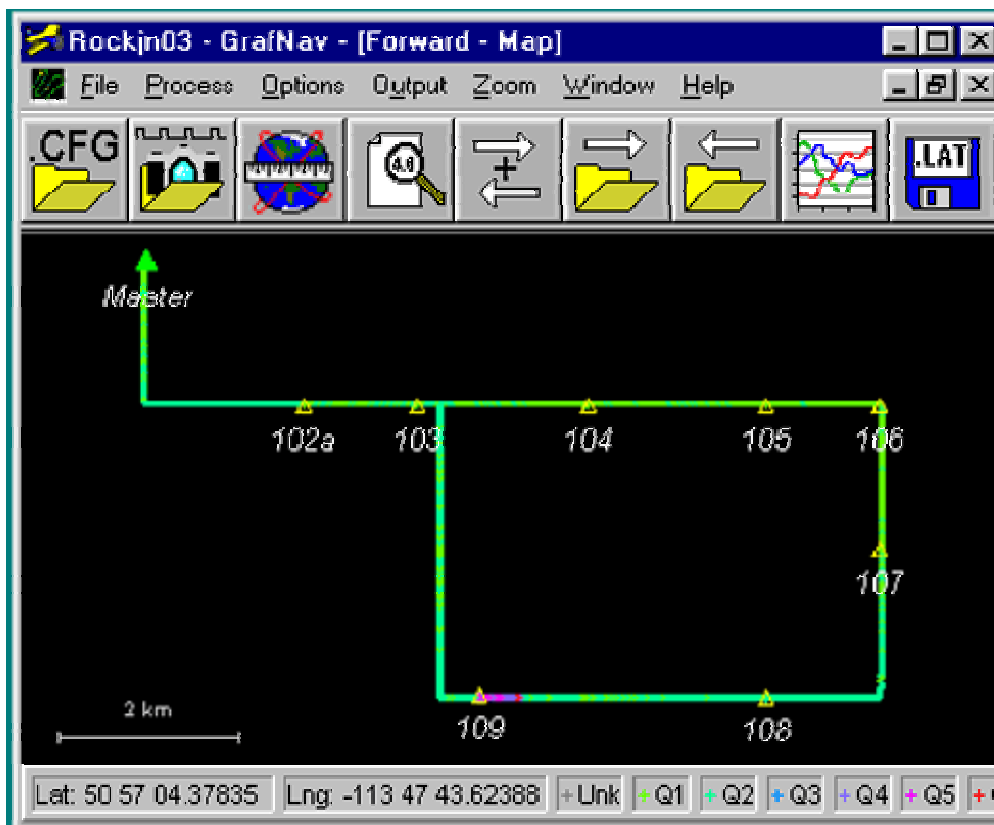 Rockjn03 - GrafNav - [Forward - Map]
File Process Options Output Zoom Window Help
.CFG 4.0 .LAT
Master
102a 103 104 105 106
107
2 km
109 108
Lat: 50 57 04.37835 Lng: -113 47 43.62388 +Unk +Q1 +Q2 +Q3 +Q4 +Q5 +